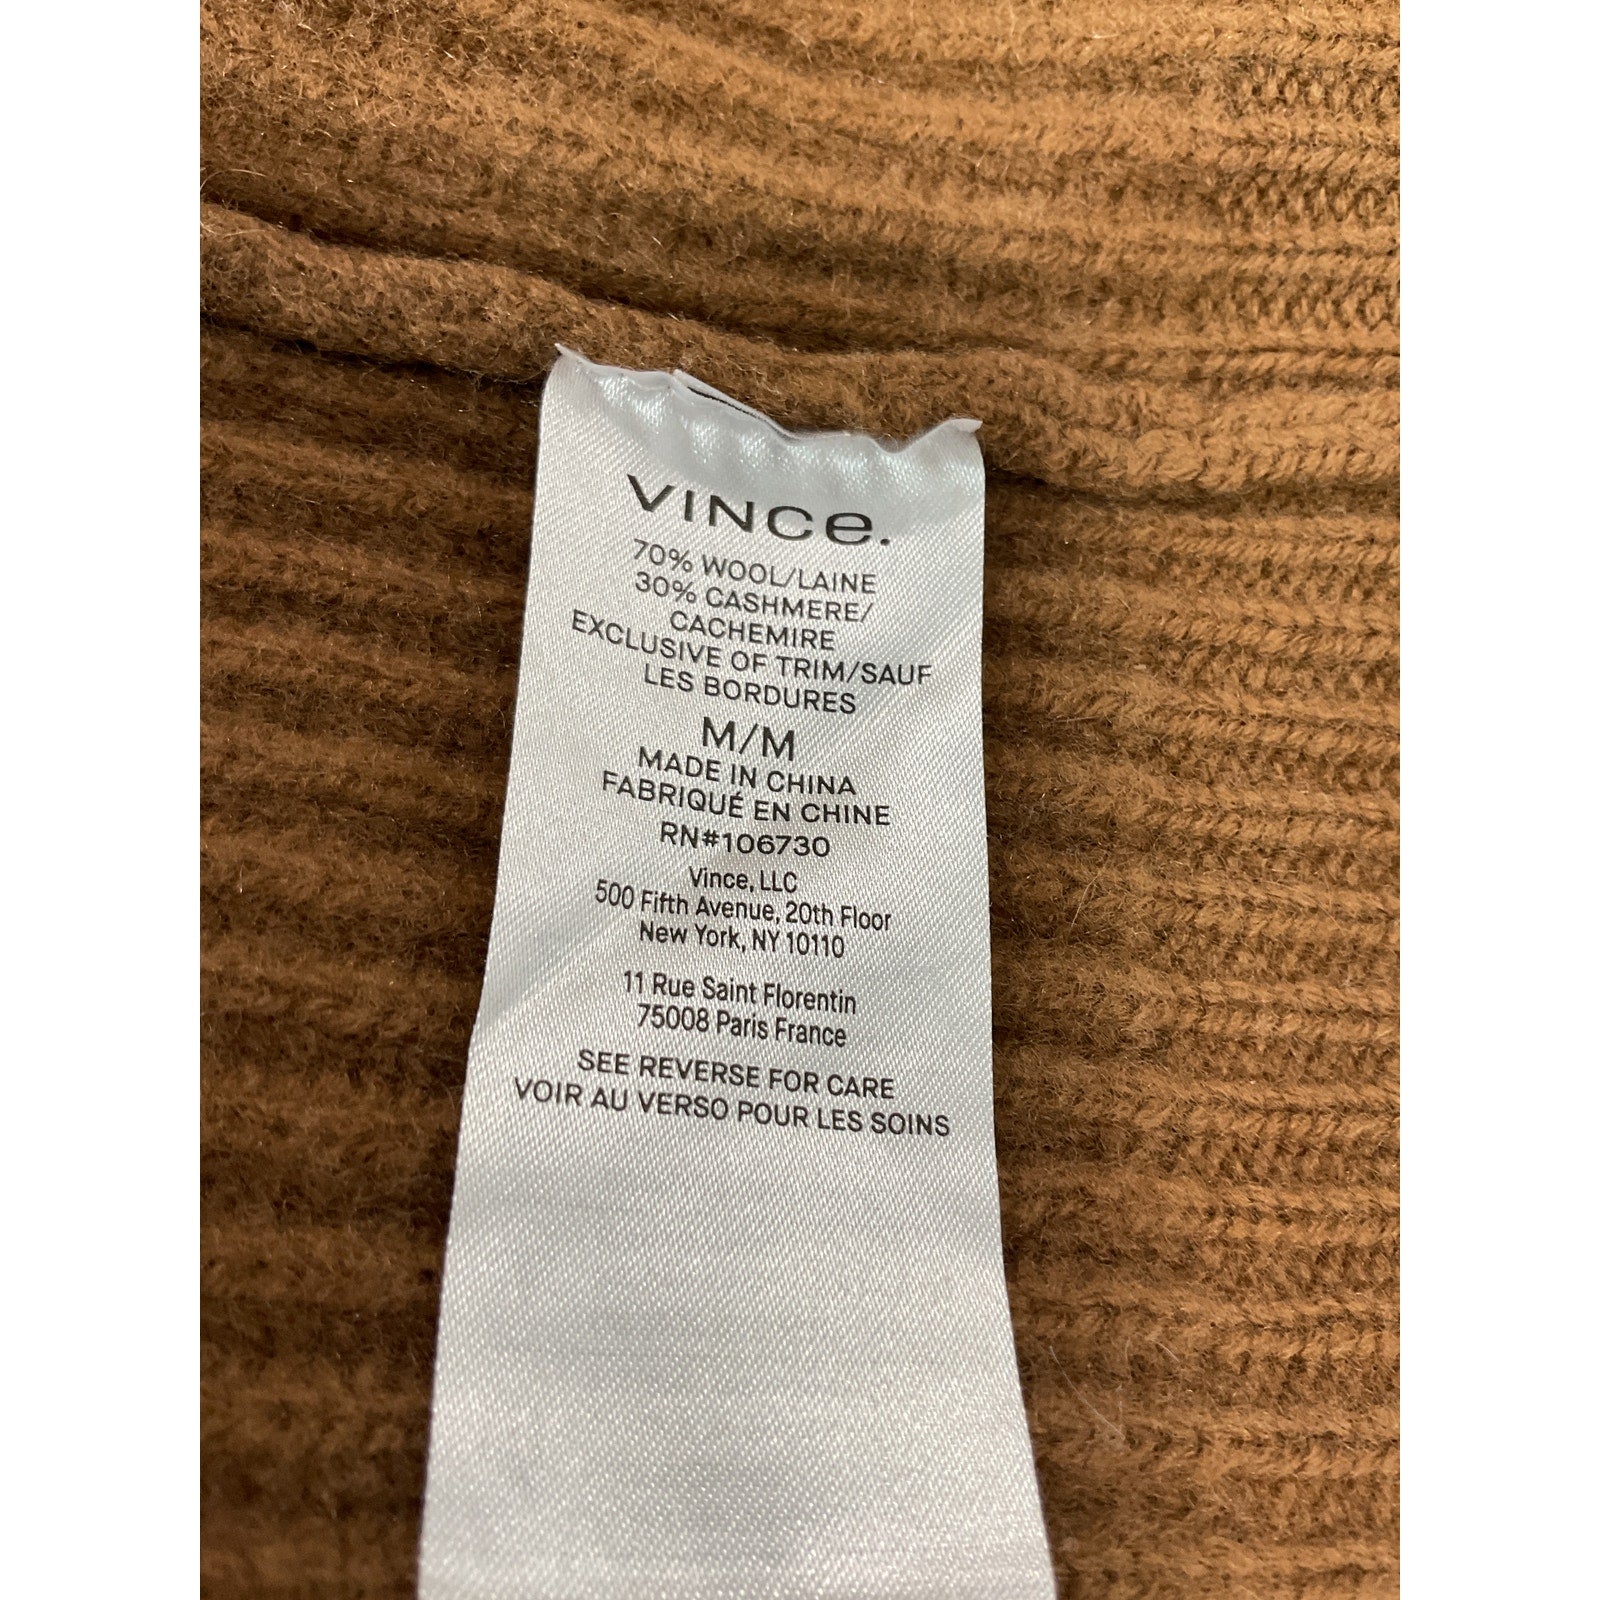 VINCe.
70% WOOL/LAINE
30% CASHMERE/
CACHEMIRE
EXCLUSIVE OF TRIM/SAUF
LES BORDURES
M/M
MADE IN CHINA
FABRIQUÉ EN CHINE
RN#106730
Vince, LLC
500 Fifth Avenue, 20th Floor
New York, NY 10110
11 Rue Saint Florentin
75008 Paris France
SEE REVERSE FOR CARE
VOIR AU VERSO POUR LES SOINS